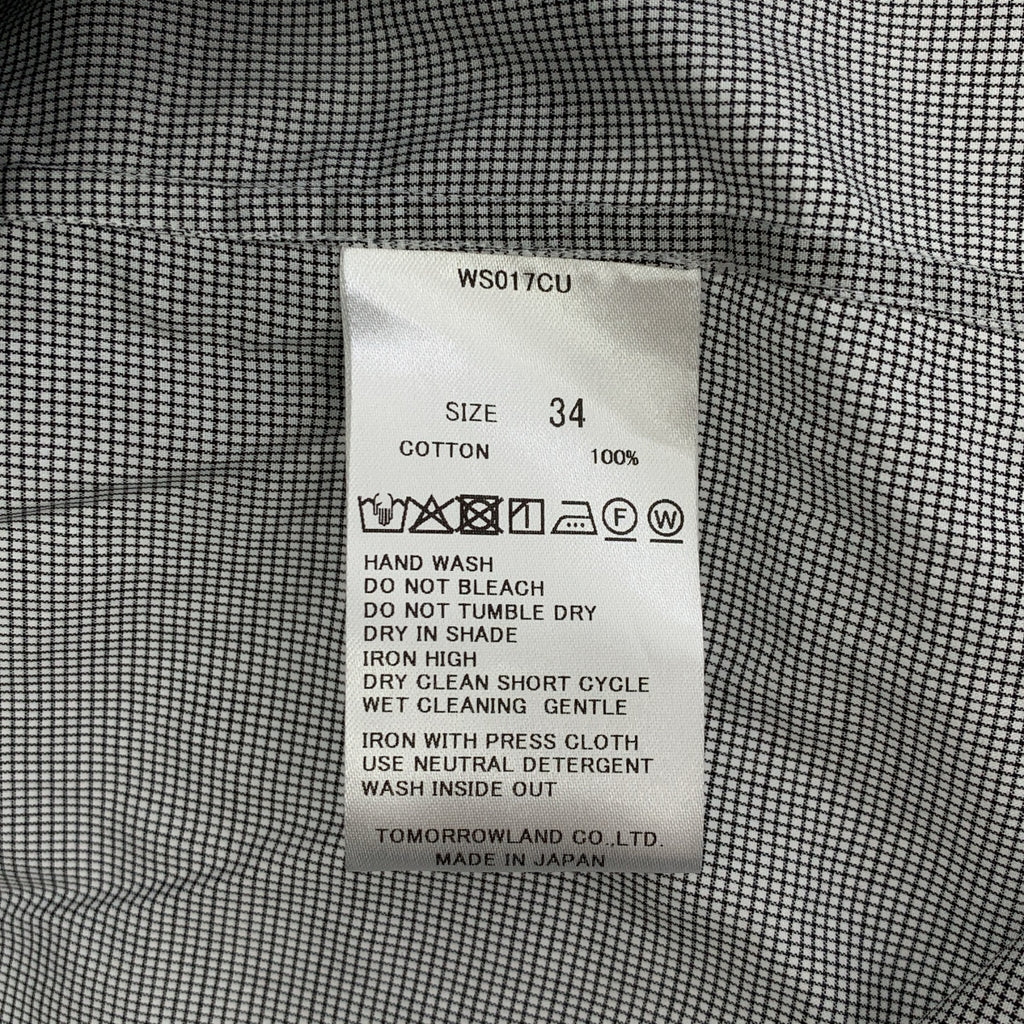 WS017CU
SIZE 34
COTTON 100%
F W
HAND WASH
DO NOT BLEACH
DO NOT TUMBLE DRY
DRY IN SHADE
IRON HIGH
DRY CLEAN SHORT CYCLE
WET CLEANING GENTLE
IRON WITH PRESS CLOTH
USE NEUTRAL DETERGENT
WASH INSIDE OUT
TOMORROWLAND CO.,LTD.
MADE IN JAPAN